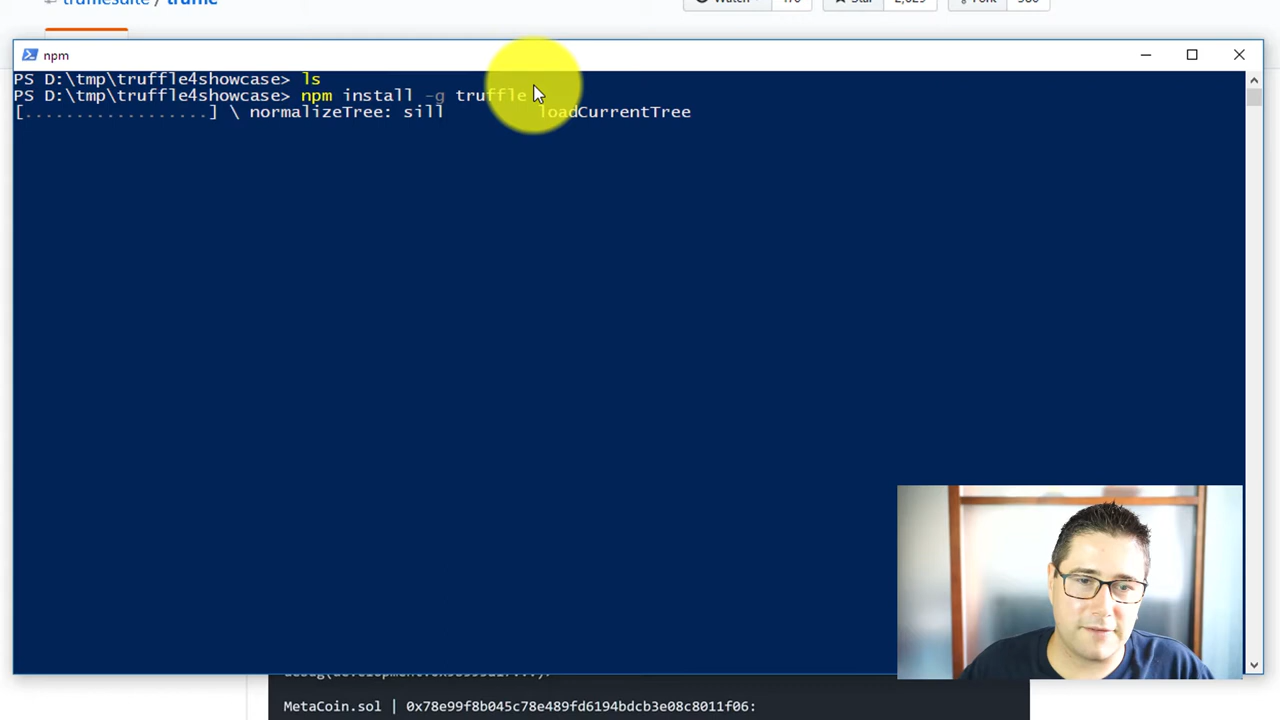 truffle
Watch
Star
Fork
npm
PS D:\tmp\truffle4showcase> ls
PS D:\tmp\truffle4showcase> npm install -g truffle
[..................] \ normalizeTree: sill loadCurrentTree
MetaCoin.sol | 0x78e99f8b045c78e489fd6194bdcb3e08c8011f06: